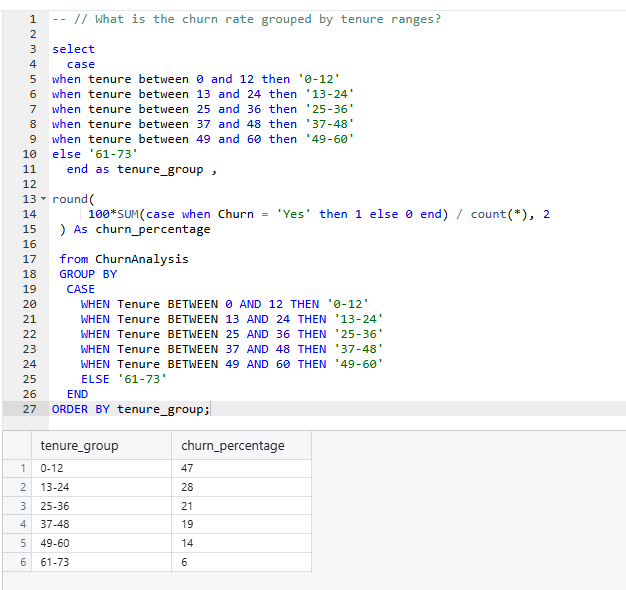 1 -- // What is the churn rate grouped by tenure ranges?
2
3 select
4 case
5 when tenure between 0 and 12 then '0-12'
6 when tenure between 13 and 24 then '13-24'
7 when tenure between 25 and 36 then '25-36'
8 when tenure between 37 and 48 then '37-48'
9 when tenure between 49 and 60 then '49-60'
10 else '61-73'
11 end as tenure_group ,
12
13 round(
14 100*SUM(case when Churn = 'Yes' then 1 else 0 end) / count(*), 2
15 ) As churn_percentage
16
17 from ChurnAnalysis
18 GROUP BY
19 CASE
20 WHEN Tenure BETWEEN 0 AND 12 THEN '0-12'
21 WHEN Tenure BETWEEN 13 AND 24 THEN '13-24'
22 WHEN Tenure BETWEEN 25 AND 36 THEN '25-36'
23 WHEN Tenure BETWEEN 37 AND 48 THEN '37-48'
24 WHEN Tenure BETWEEN 49 AND 60 THEN '49-60'
25 ELSE '61-73'
26 END
27 ORDER BY tenure_group;
tenure_group churn_percentage
1 0-12 47
2 13-24 28
3 25-36 21
4 37-48 19
5 49-60 14
6 61-73 6